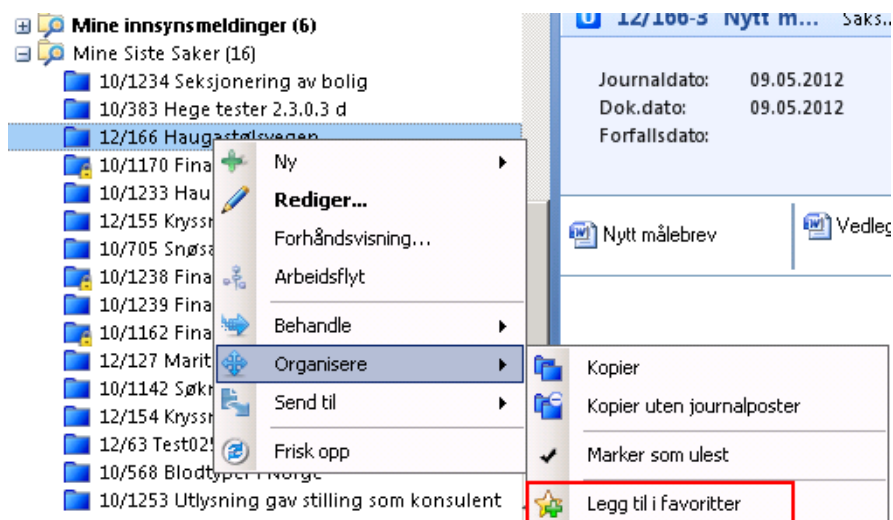 Mine innsynsmeldinger (6)
Mine Siste Saker (16)
10/1234 Seksjonering av bolig
10/383 Hege tester 2.3.0.3 d
12/166 Haugastølsvegen
10/1170 Fina
10/1233 Hau
12/155 Kryssr
10/705 Snøsa
10/1238 Fina
10/1239 Fina
10/1162 Fina
12/127 Marit
10/1142 Søkr
12/154 Kryssr
12/63 Test025
10/568 Blodtyper i Norge
10/1253 Utlysning gav stilling som konsulent
Ny
Rediger...
Forhåndsvisning...
Arbeidsflyt
Behandle
Organisere
Send til
Frisk opp
Kopier
Kopier uten journalposter
Marker som ulest
Legg til i favoritter
U 12/166-3 Nytt m... Saks..
Journaldato: 09.05.2012
Dok.dato: 09.05.2012
Forfallsdato:
Nytt målebrev
Vedleg